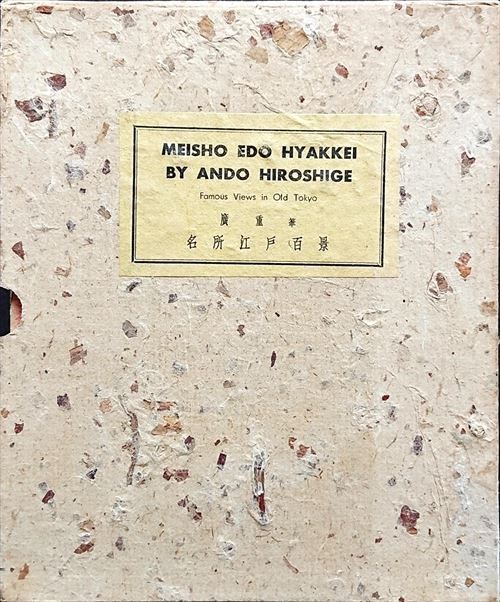 MEISHO EDO HYAKKEI
BY ANDO HIROSHIGE
Famous Views in Old Tokyo
廣重筆
名所江戸百景